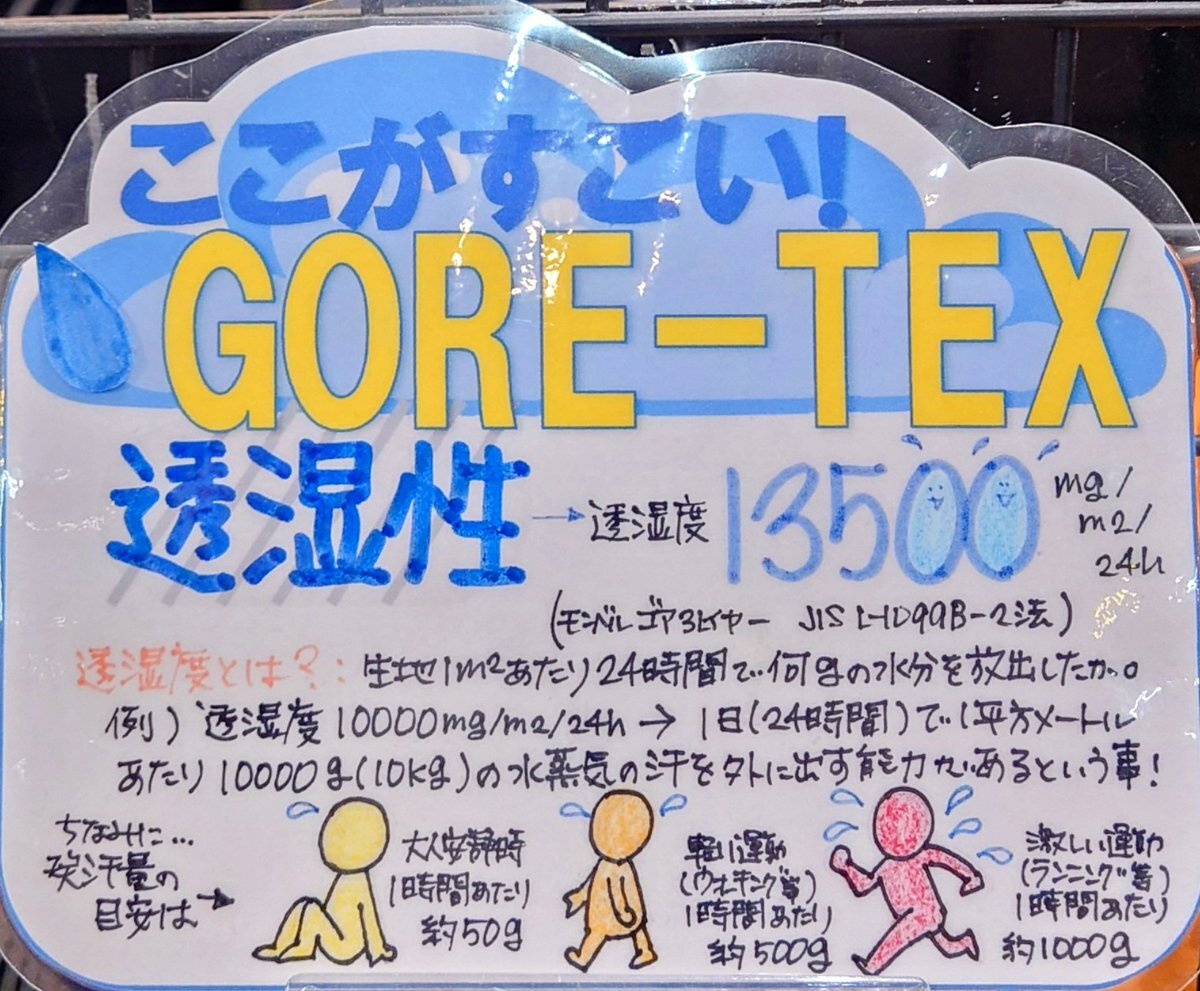 ここがすごい!
GORE-TEX
透湿性→透湿度 13500 mg/m2/24h
(モンベル ゴア3レイヤー JIS L-1099B-2法)
透湿度とは?:生地1m²あたり24時間で何gの水分を放出したか。
例)透湿度10000mg/m2/24h→1日(24時間)で1平方メートル
あたり10000g(10kg)の水蒸気の汗を外に出す能力があるという事!
ちなみに...
発汗量の
目安は→
大人安静時
1時間あたり
約50g
軽い運動
(ウォーキング等)
1時間あたり
約500g
激しい運動
(ランニング等)
1時間あたり
約1000g